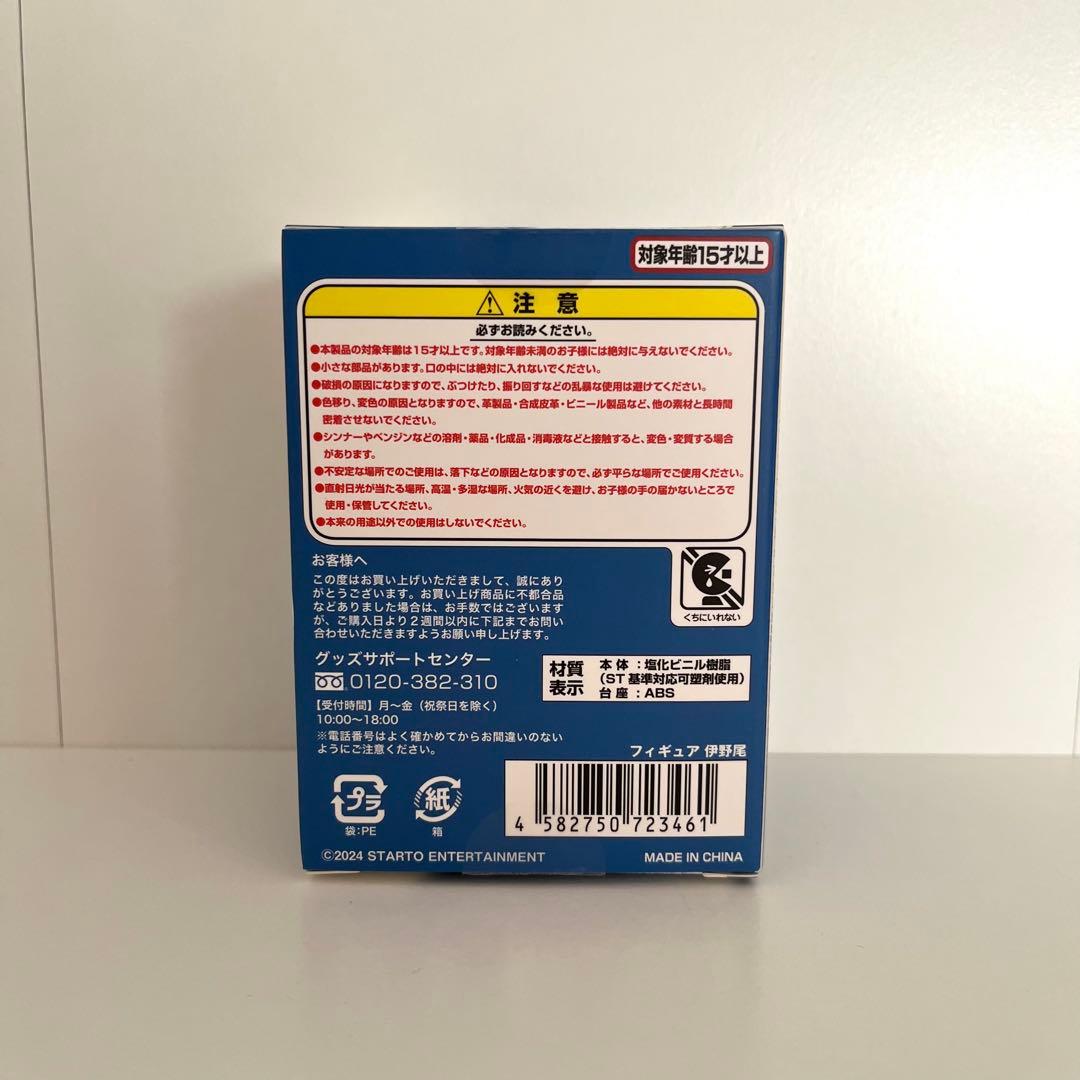 対象年齢15才以上
注 意
必ずお読みください。
●本製品の対象年齢は15才以上です。対象年齢未満のお子様には絶対に与えないでください。
●小さな部品があります。口の中には絶対に入れないでください。
●破損の原因になりますので、ぶつけたり、振り回すなどの乱暴な使用は避けてください。
●色移り、変色の原因となりますので、革製品・合成皮革・ビニール製品など、他の素材と長時間
密着させないでください。
●シンナーやベンジンなどの溶剤・薬品・化成品・消毒液などと接触すると、変色・変質する場合
があります。
●不安定な場所でのご使用は、落下などの原因となりますので、必ず平らな場所でご使用ください。
●直射日光が当たる場所、高温・多湿な場所、火気の近くを避け、お子様の手の届かないところで
使用・保管してください。
●本来の用途以外での使用はしないでください。
お客様へ
この度はお買い上げいただきまして、誠にあり
がとうございます。お買い上げ商品に不都合品
などありました場合は、お手数ではございます
が、ご購入日より2週間以内に下記までお問い
合わせいただきますようお願い申し上げます。
くちにいれない
グッズサポートセンター
0120-382-310
【受付時間】月〜金（祝祭日を除く）
10:00〜18:00
※電話番号はよく確かめてからお間違いのない
ようにご注意ください。
材質
表示
本 体：塩化ビニル樹脂
（ST 基準対応可塑剤使用）
台 座：ABS
フィギュア 伊野尾
4 582750 723461
プラ
袋:PE
紙
箱
©2024 STARTO ENTERTAINMENT
MADE IN CHINA